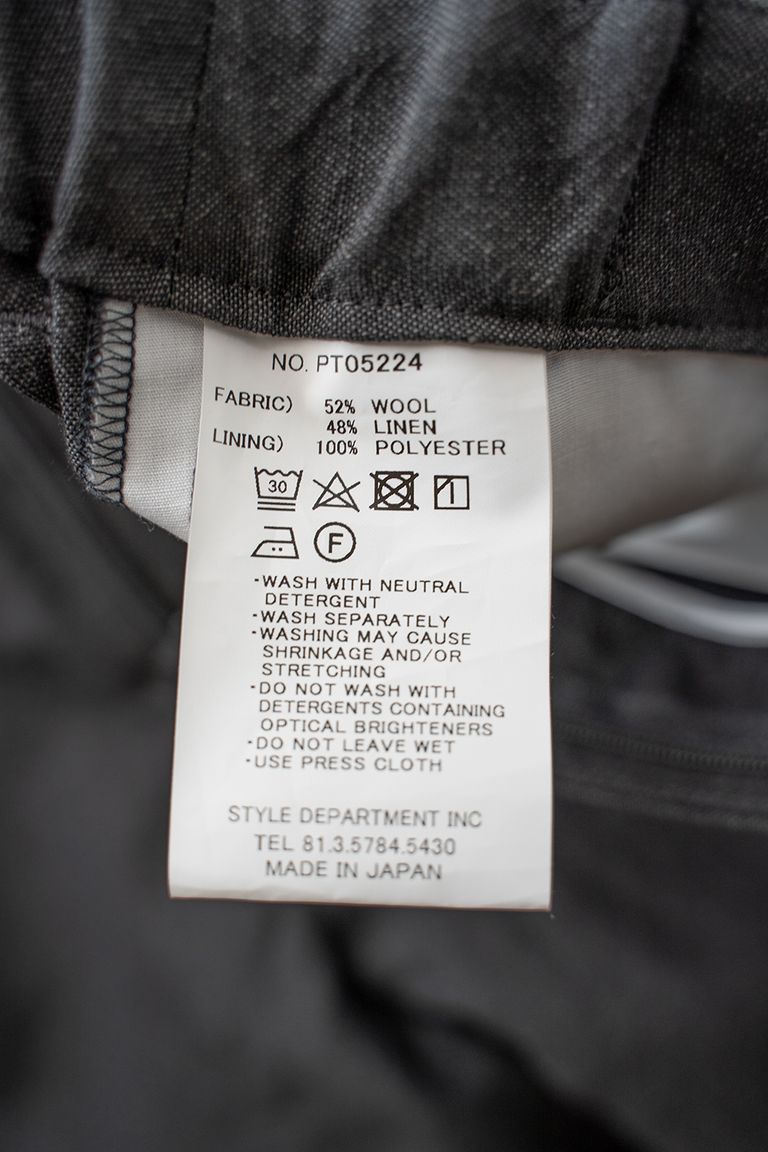 NO. PT05224
FABRIC) 52% WOOL
48% LINEN
LINING) 100% POLYESTER
30
F
·WASH WITH NEUTRAL
DETERGENT
·WASH SEPARATELY
·WASHING MAY CAUSE
SHRINKAGE AND/OR
STRETCHING
·DO NOT WASH WITH
DETERGENTS CONTAINING
OPTICAL BRIGHTENERS
·DO NOT LEAVE WET
·USE PRESS CLOTH
STYLE DEPARTMENT INC
TEL 81.3.5784.5430
MADE IN JAPAN